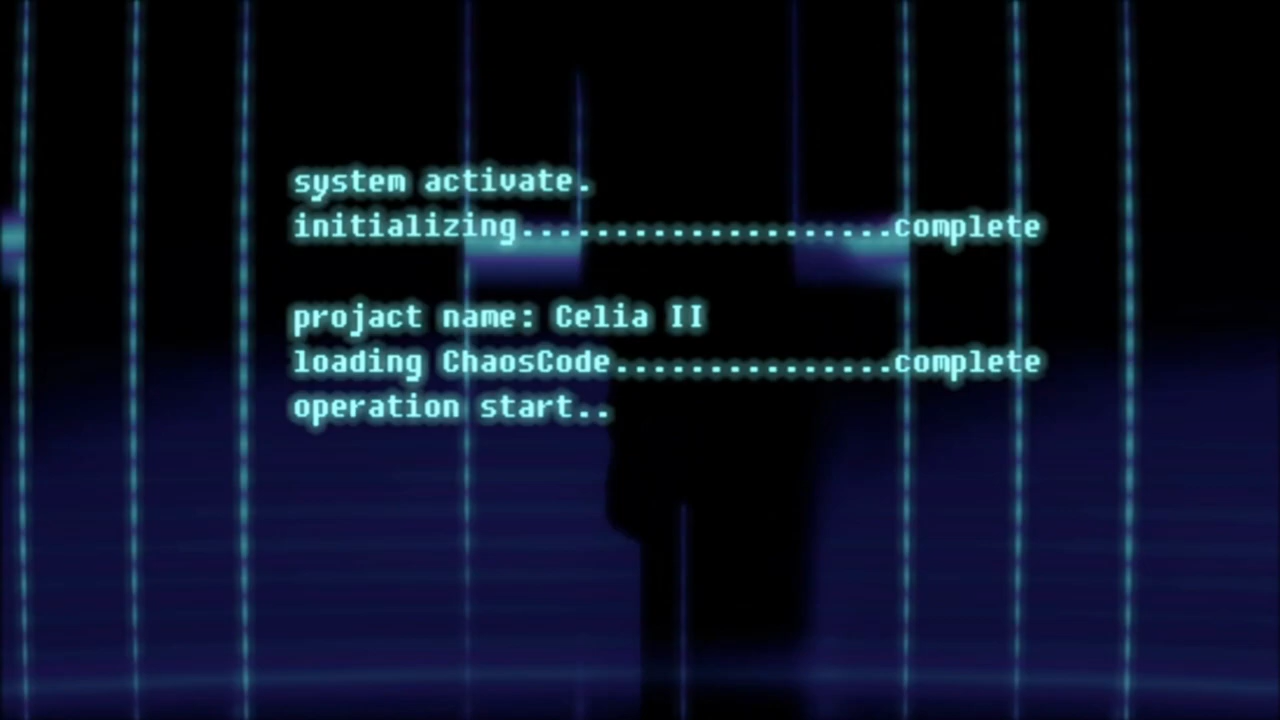 system activate.
initializing....................complete
projact name: Celia II
loading ChaosCode...............complete
operation start..